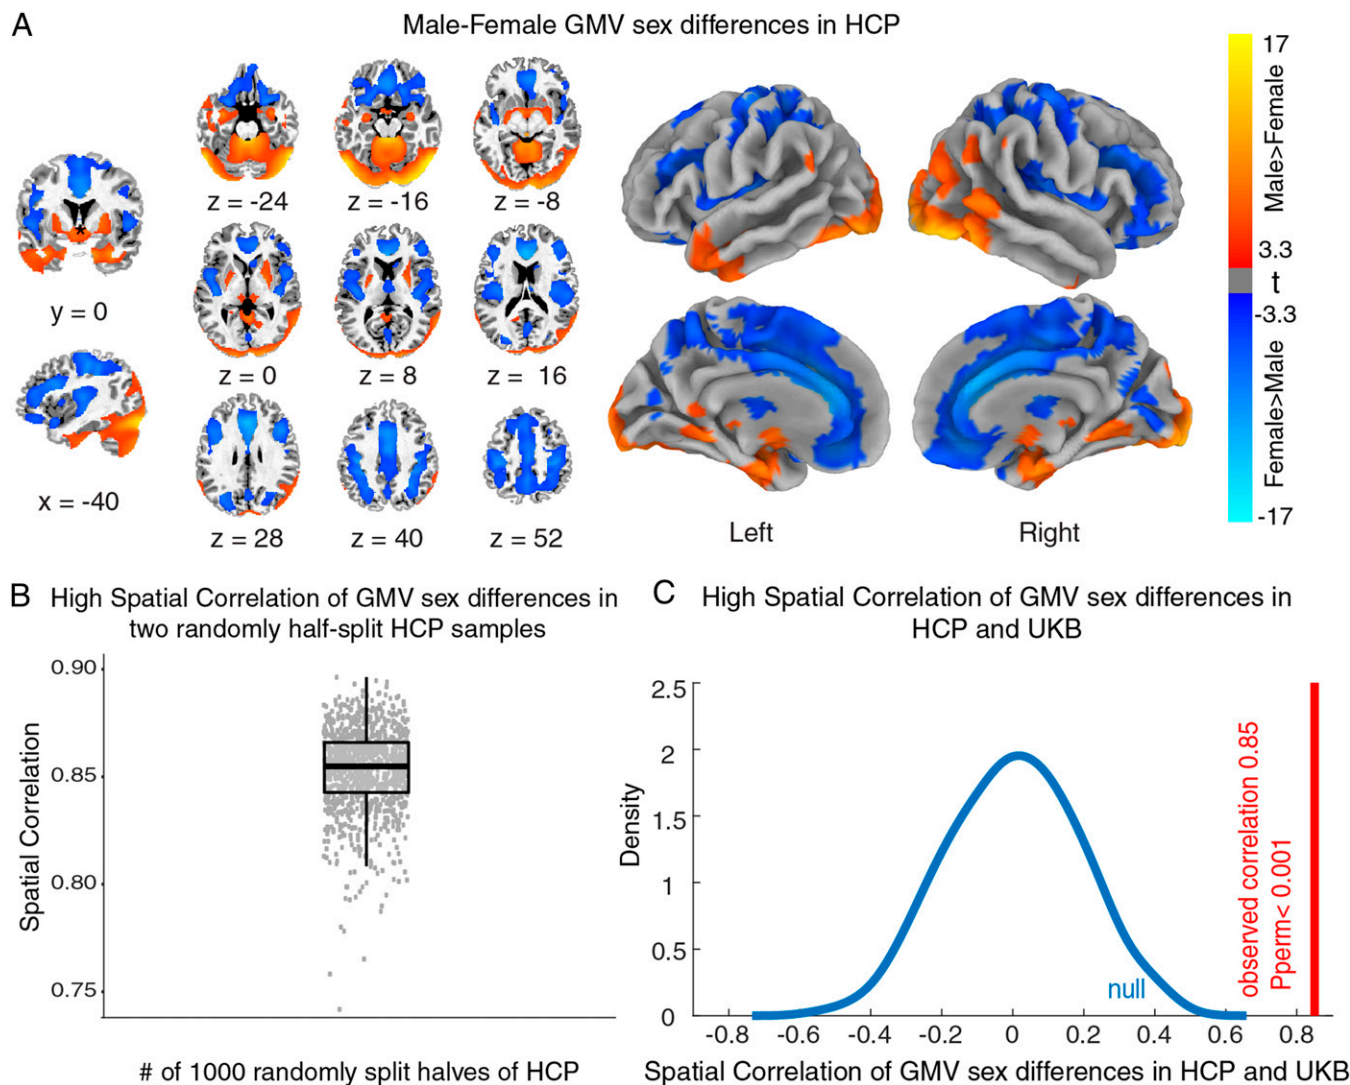 A
Male-Female GMV sex differences in HCP
y = 0
x = -40
z = -24
z = -16
z = -8
z = 0
z = 8
z = 16
z = 28
z = 40
z = 52
Left
Right
17
Male>Female
3.3
t
-3.3
Female>Male
-17
B
High Spatial Correlation of GMV sex differences in
two randomly half-split HCP samples
Spatial Correlation
0.90
0.85
0.80
0.75
# of 1000 randomly split halves of HCP
C
High Spatial Correlation of GMV sex differences in
HCP and UKB
Density
2.5
2
1.5
1
0.5
0
null
observed correlation 0.85
Pperm< 0.001
-0.8
-0.6
-0.4
-0.2
0
0.2
0.4
0.6
0.8
Spatial Correlation of GMV sex differences in HCP and UKB